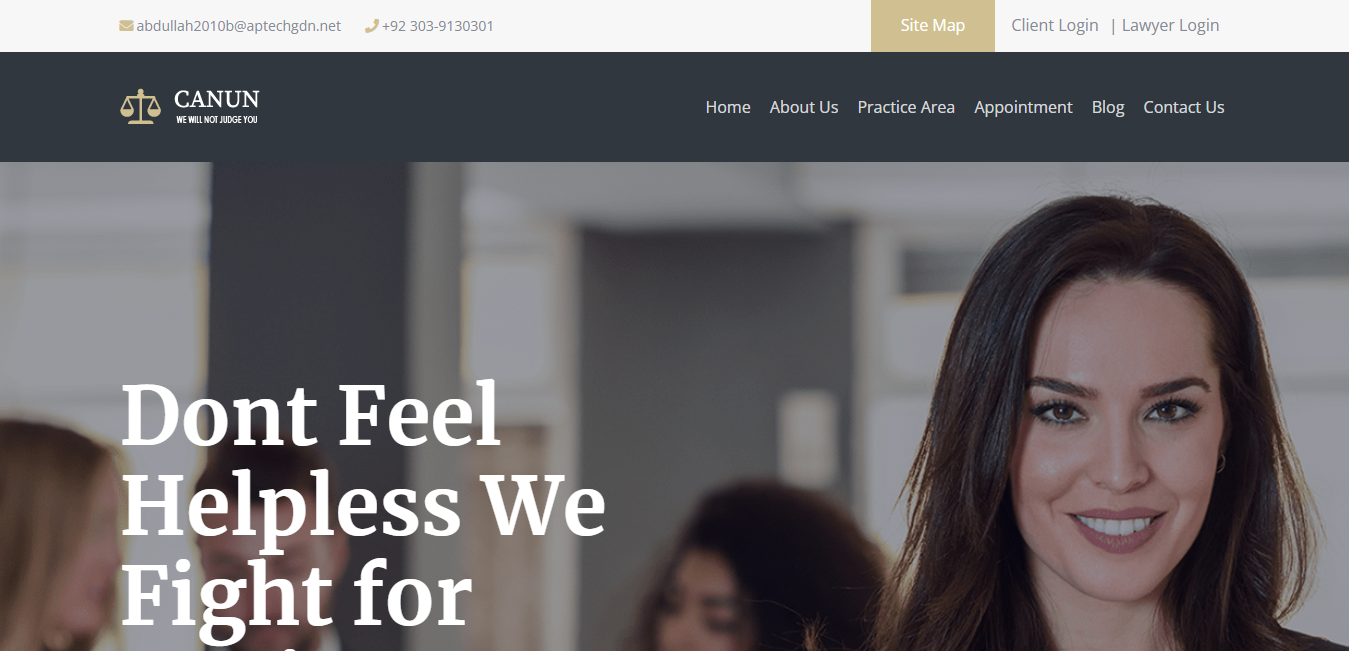 abdullah2010b@aptechgdn.net +92 303-9130301 Site Map Client Login | Lawyer Login
CANUN
WE WILL NOT JUDGE YOU
Home About Us Practice Area Appointment Blog Contact Us
Dont Feel
Helpless We
Fight for